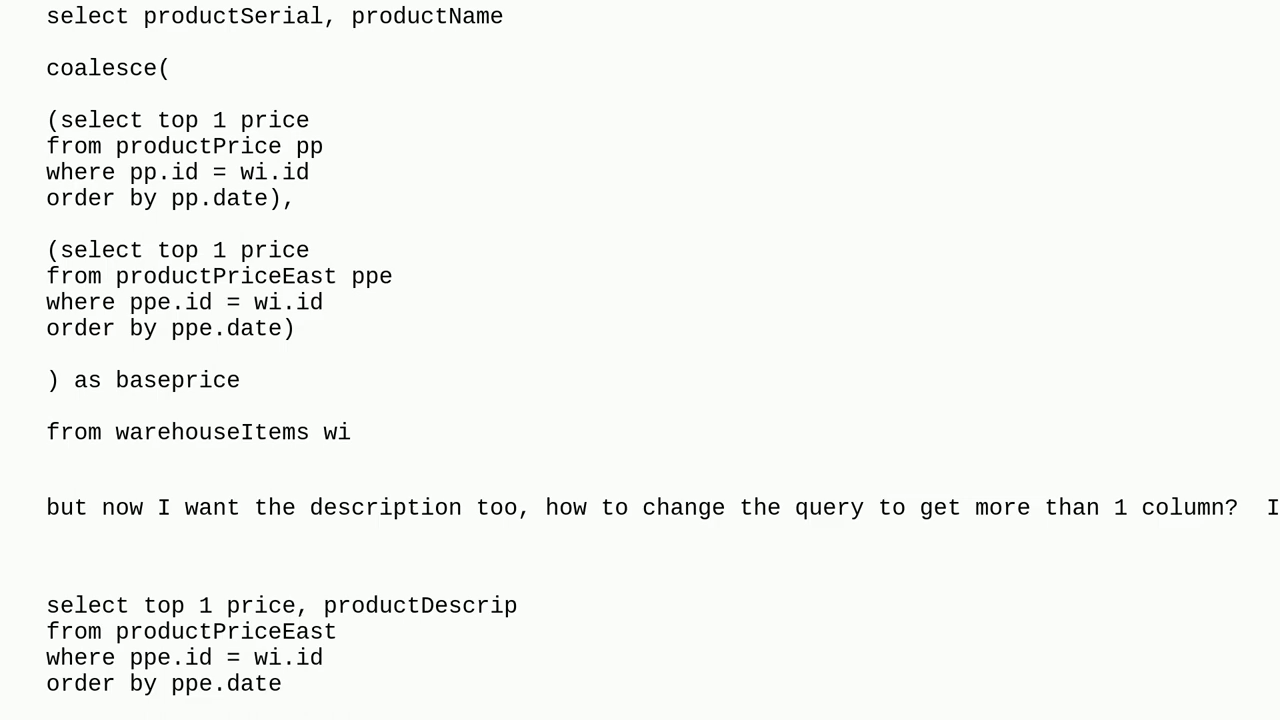 select productSerial, productName
coalesce(
(select top 1 price
from productPrice pp
where pp.id = wi.id
order by pp.date),
(select top 1 price
from productPriceEast ppe
where ppe.id = wi.id
order by ppe.date)
) as baseprice
from warehouseItems wi
but now I want the description too, how to change the query to get more than 1 column?  I
select top 1 price, productDescrip
from productPriceEast
where ppe.id = wi.id
order by ppe.date